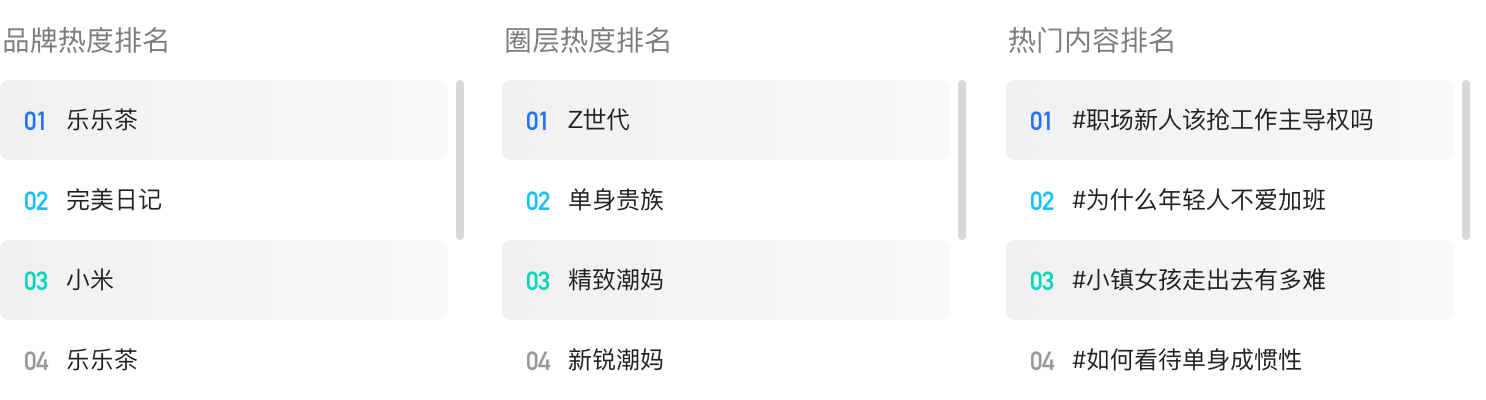 品牌热度排名
01 乐乐茶
02 完美日记
03 小米
04 乐乐茶
圈层热度排名
01 Z世代
02 单身贵族
03 精致潮妈
04 新锐潮妈
热门内容排名
01 #职场新人该抢工作主导权吗
02 #为什么年轻人不爱加班
03 #小镇女孩走出去有多难
04 #如何看待单身成惯性